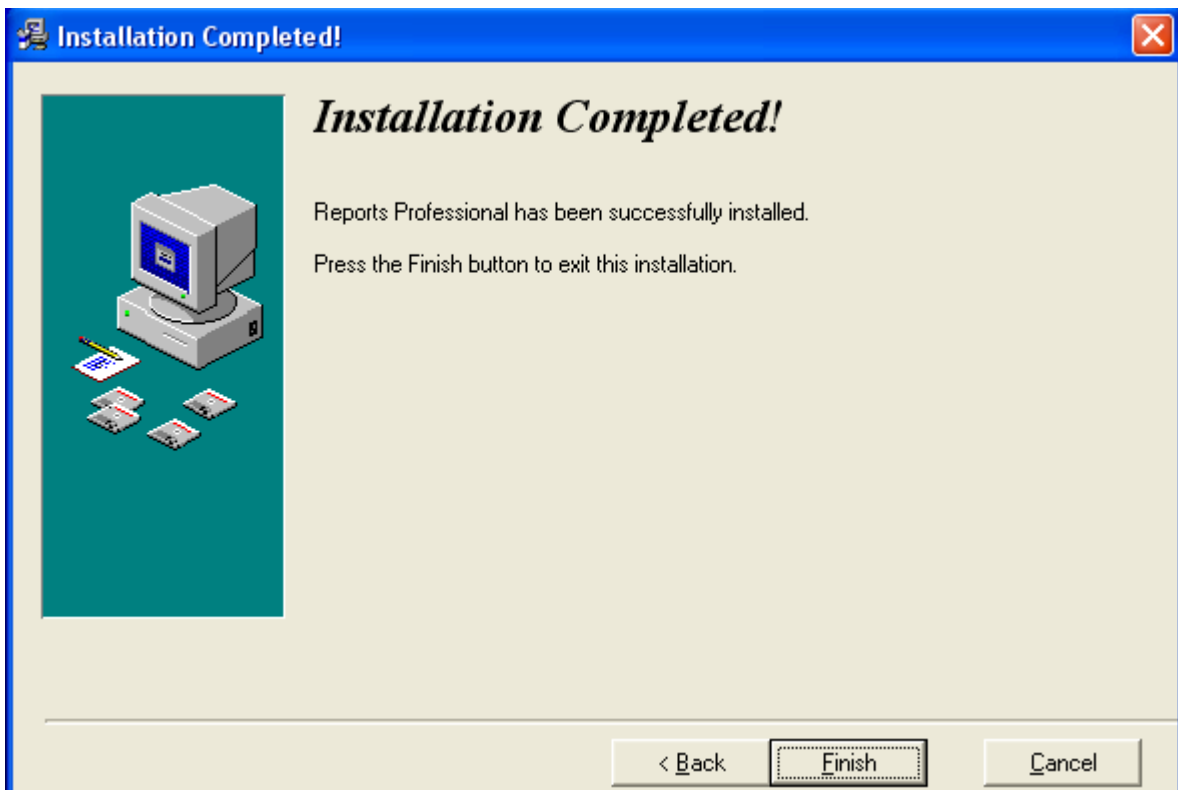 Installation Completed!
Installation Completed!
Reports Professional has been successfully installed.
Press the Finish button to exit this installation.
< Back
Finish
Cancel